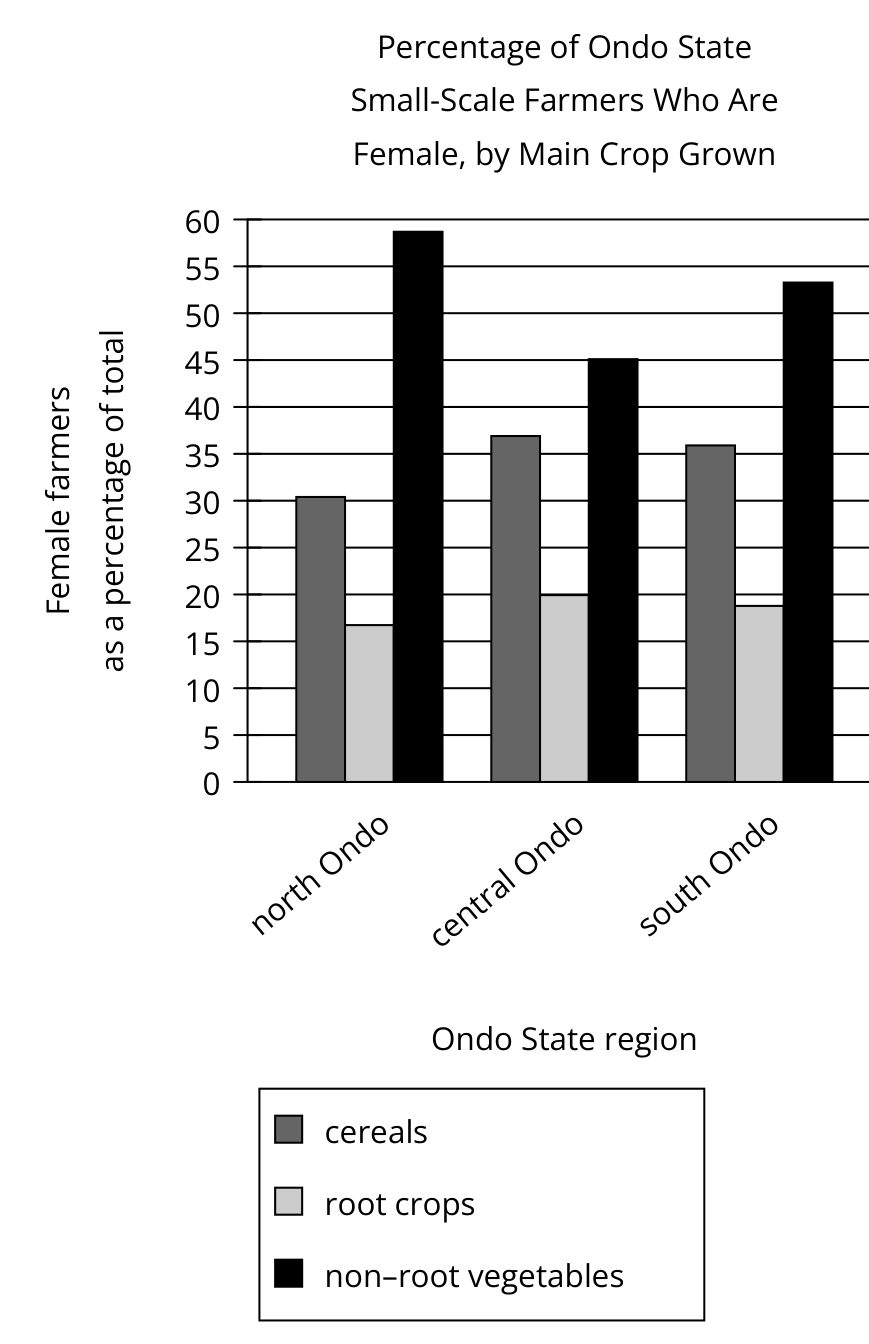 Percentage of Ondo State
Small-Scale Farmers Who Are
Female, by Main Crop Grown
Female farmers
as a percentage of total
60
55
50
45
40
35
30
25
20
15
10
5
0
north Ondo
central Ondo
south Ondo
Ondo State region
cereals
root crops
non–root vegetables